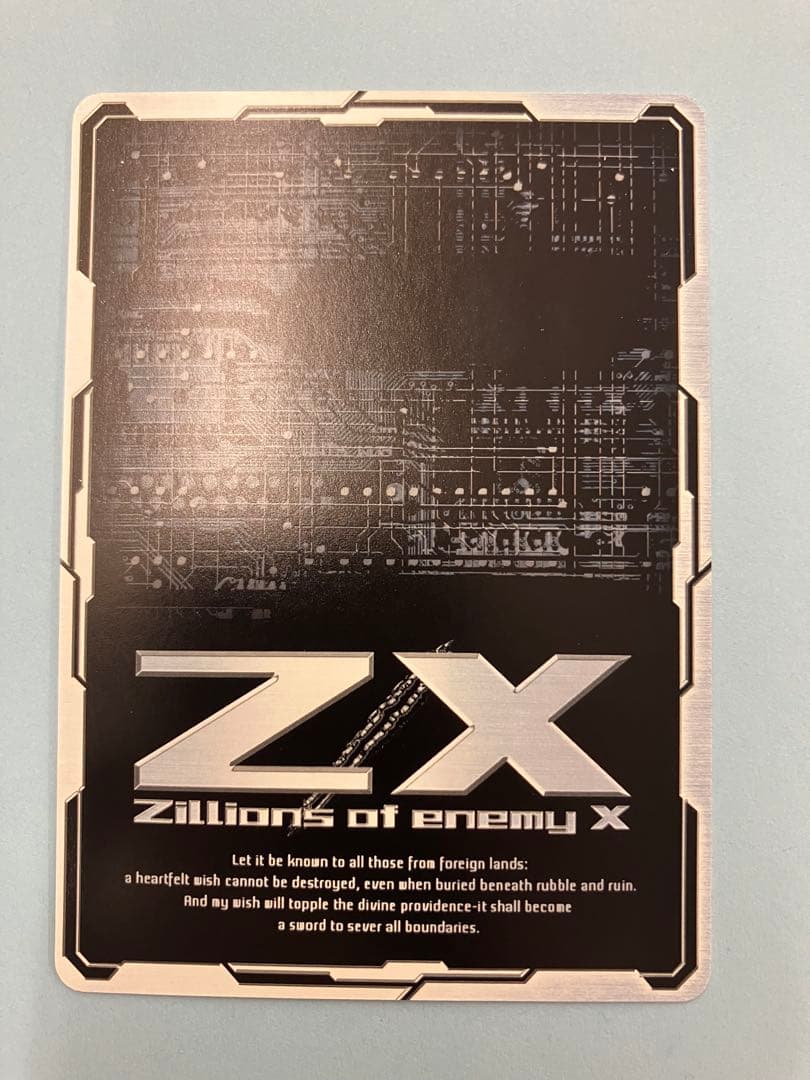 Z/X
Zillions of enemy X
Let it be known to all those from foreign lands:
a heartfelt wish cannot be destroyed, even when buried beneath rubble and ruin.
And my wish will topple the divine providence-it shall become
a sword to sever all boundaries.